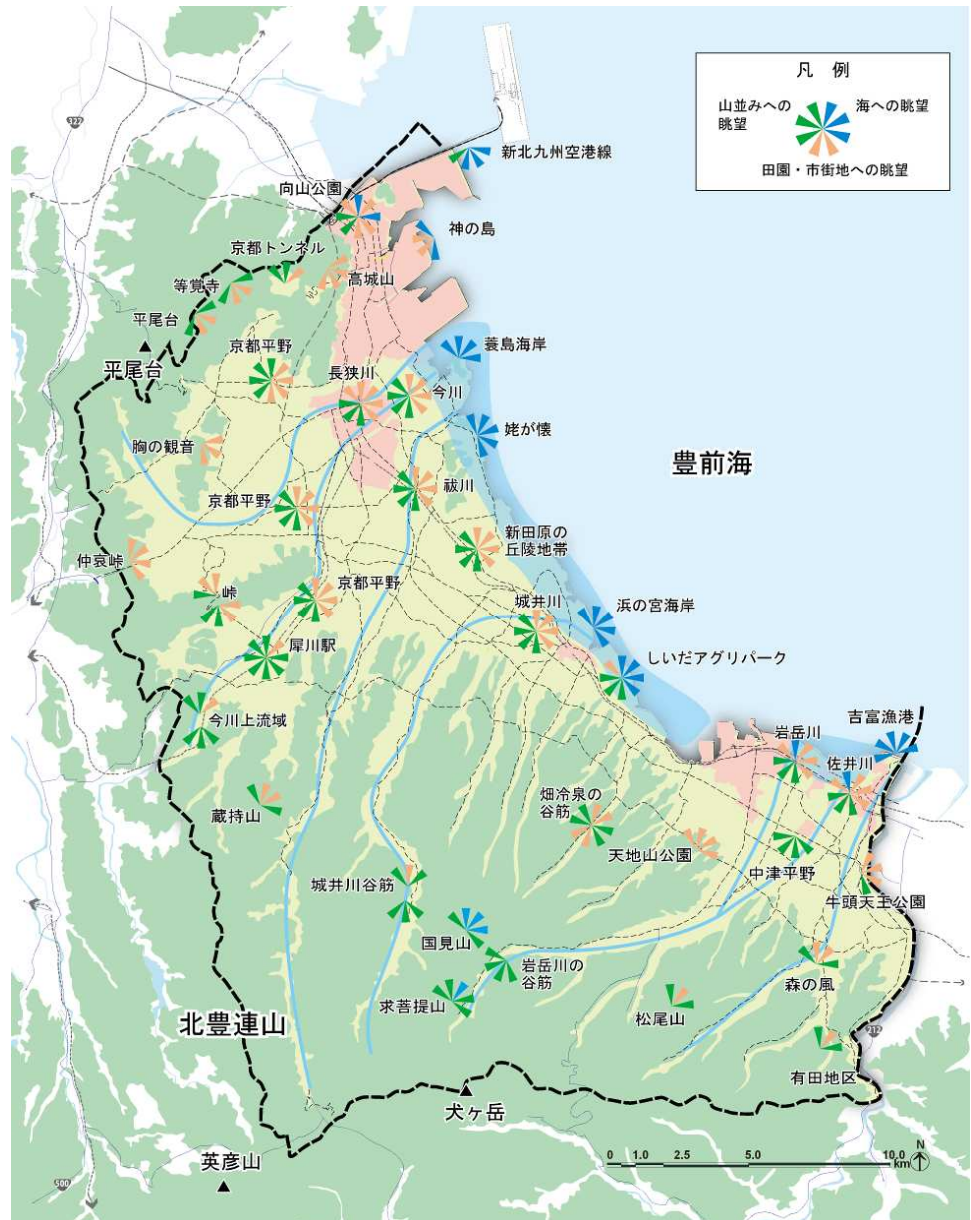 凡　例
山並みへの
眺望
海への眺望
田園・市街地への眺望
322
新北九州空港線
向山公園
神の島
京都トンネル
高城山
等覚寺
平尾台
平尾台
京都平野
長狭川
今川
蓑島海岸
姥が懐
豊前海
胸の観音
京都平野
祓川
新田原の
丘陵地帯
仲哀峠
峠
京都平野
城井川
浜の宮海岸
犀川駅
しいだアグリパーク
今川上流域
吉富漁港
岩岳川
佐井川
蔵持山
畑冷泉の
谷筋
天地山公園
中津平野
牛頭天王公園
城井川谷筋
国見山
岩岳川の
谷筋
求菩提山
松尾山
森の風
北豊連山
212
有田地区
犬ヶ岳
英彦山
500
0 1.0 2.5 5.0 10.0
km
N